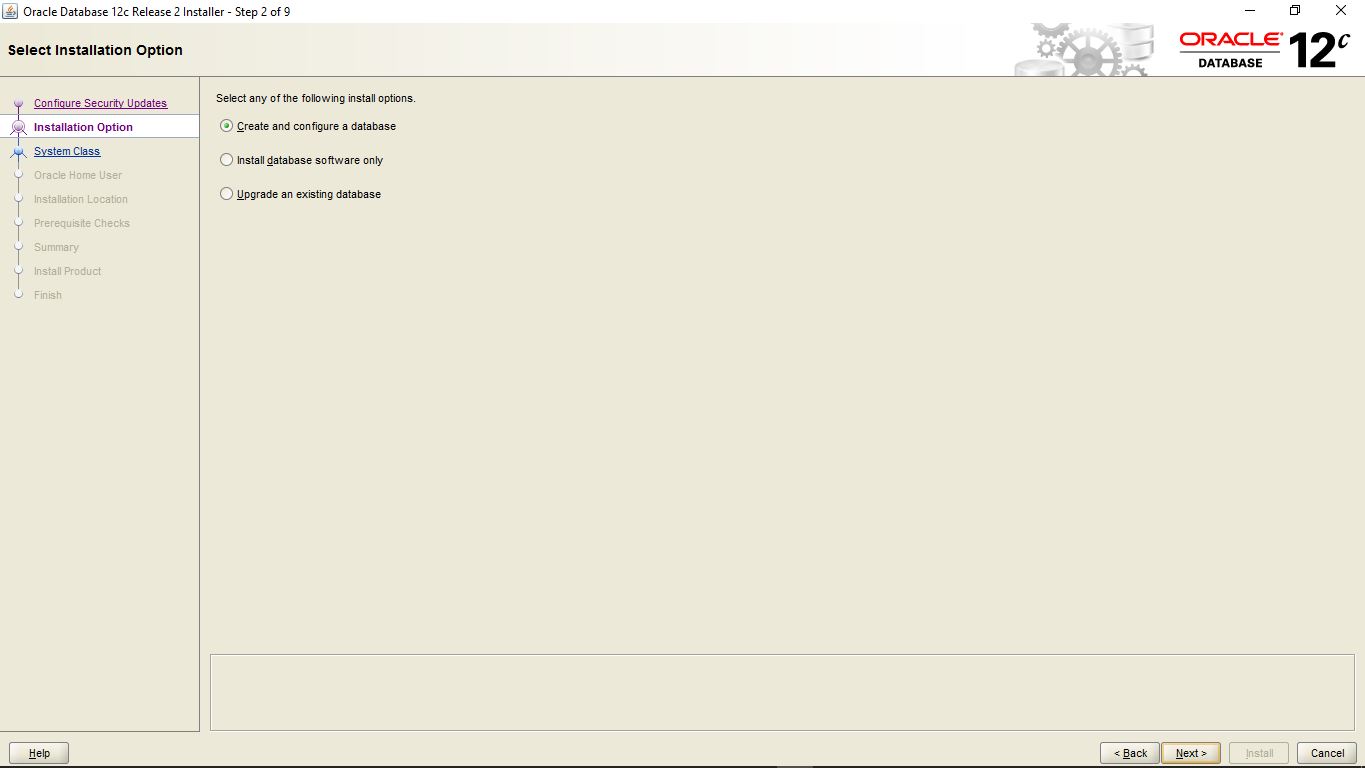 Oracle Database 12c Release 2 Installer - Step 2 of 9
Select Installation Option
ORACLE
DATABASE
12c
Configure Security Updates
Installation Option
System Class
Oracle Home User
Installation Location
Prerequisite Checks
Summary
Install Product
Finish
Select any of the following install options.
Create and configure a database
Install database software only
Upgrade an existing database
Help
< Back
Next >
Install
Cancel